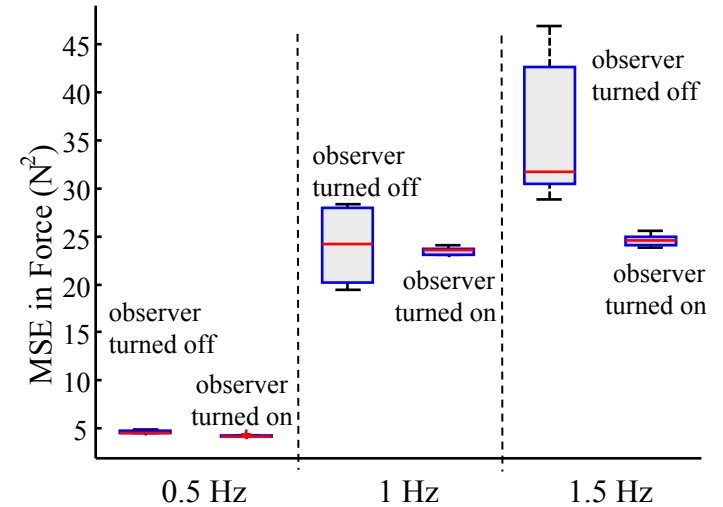 MSE in Force (N²)
45
40
35
30
25
20
15
10
5
observer
turned off
observer
turned on
observer
turned off
observer
turned on
observer
turned off
observer
turned on
0.5 Hz
1 Hz
1.5 Hz